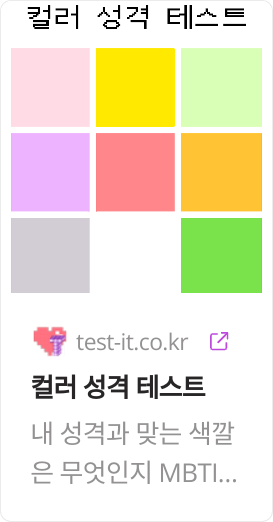 컬러 성격 테스트
test-it.co.kr
컬러 성격 테스트
내 성격과 맞는 색깔
은 무엇인지 MBTI...